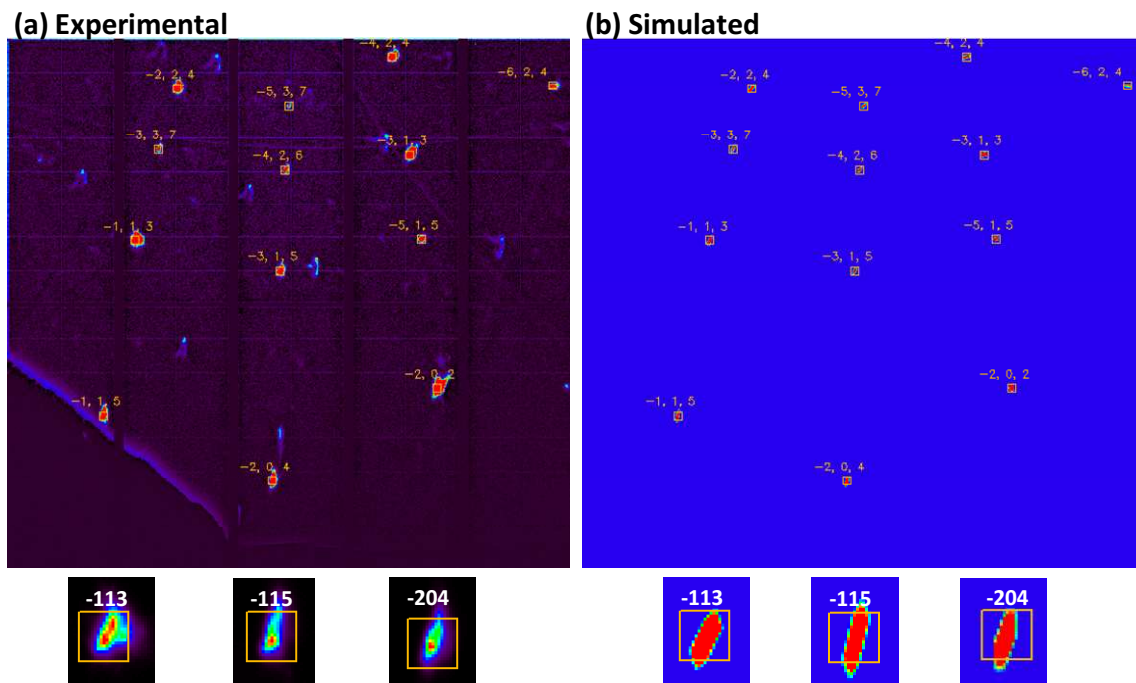 (a) Experimental
(b) Simulated
-4, 2, 4
-2, 2, 4
-6, 2, 4
-5, 3, 7
-3, 3, 7
-3, 1, 3
-4, 2, 6
-1, 1, 3
-5, 1, 5
-3, 1, 5
-2, 0, 2
-1, 1, 5
-2, 0, 4
-4, 2, 4
-2, 2, 4
-6, 2, 4
-5, 3, 7
-3, 3, 7
-3, 1, 3
-4, 2, 6
-1, 1, 3
-5, 1, 5
-3, 1, 5
-2, 0, 2
-1, 1, 5
-2, 0, 4
-113
-115
-204
-113
-115
-204